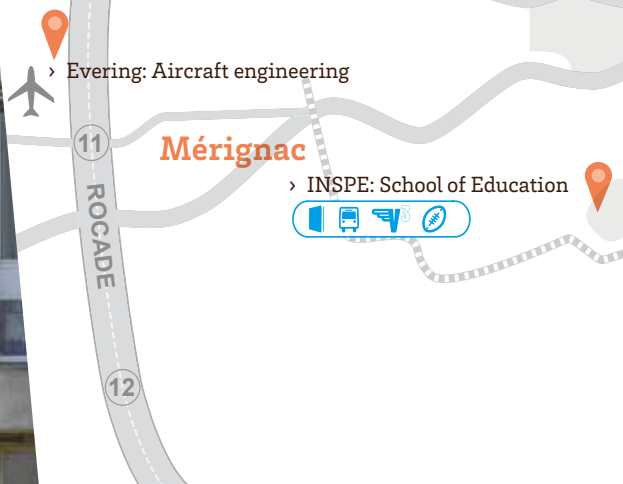 › Evering: Aircraft engineering
11
Mérignac
› INSPE: School of Education
ROCADE
12